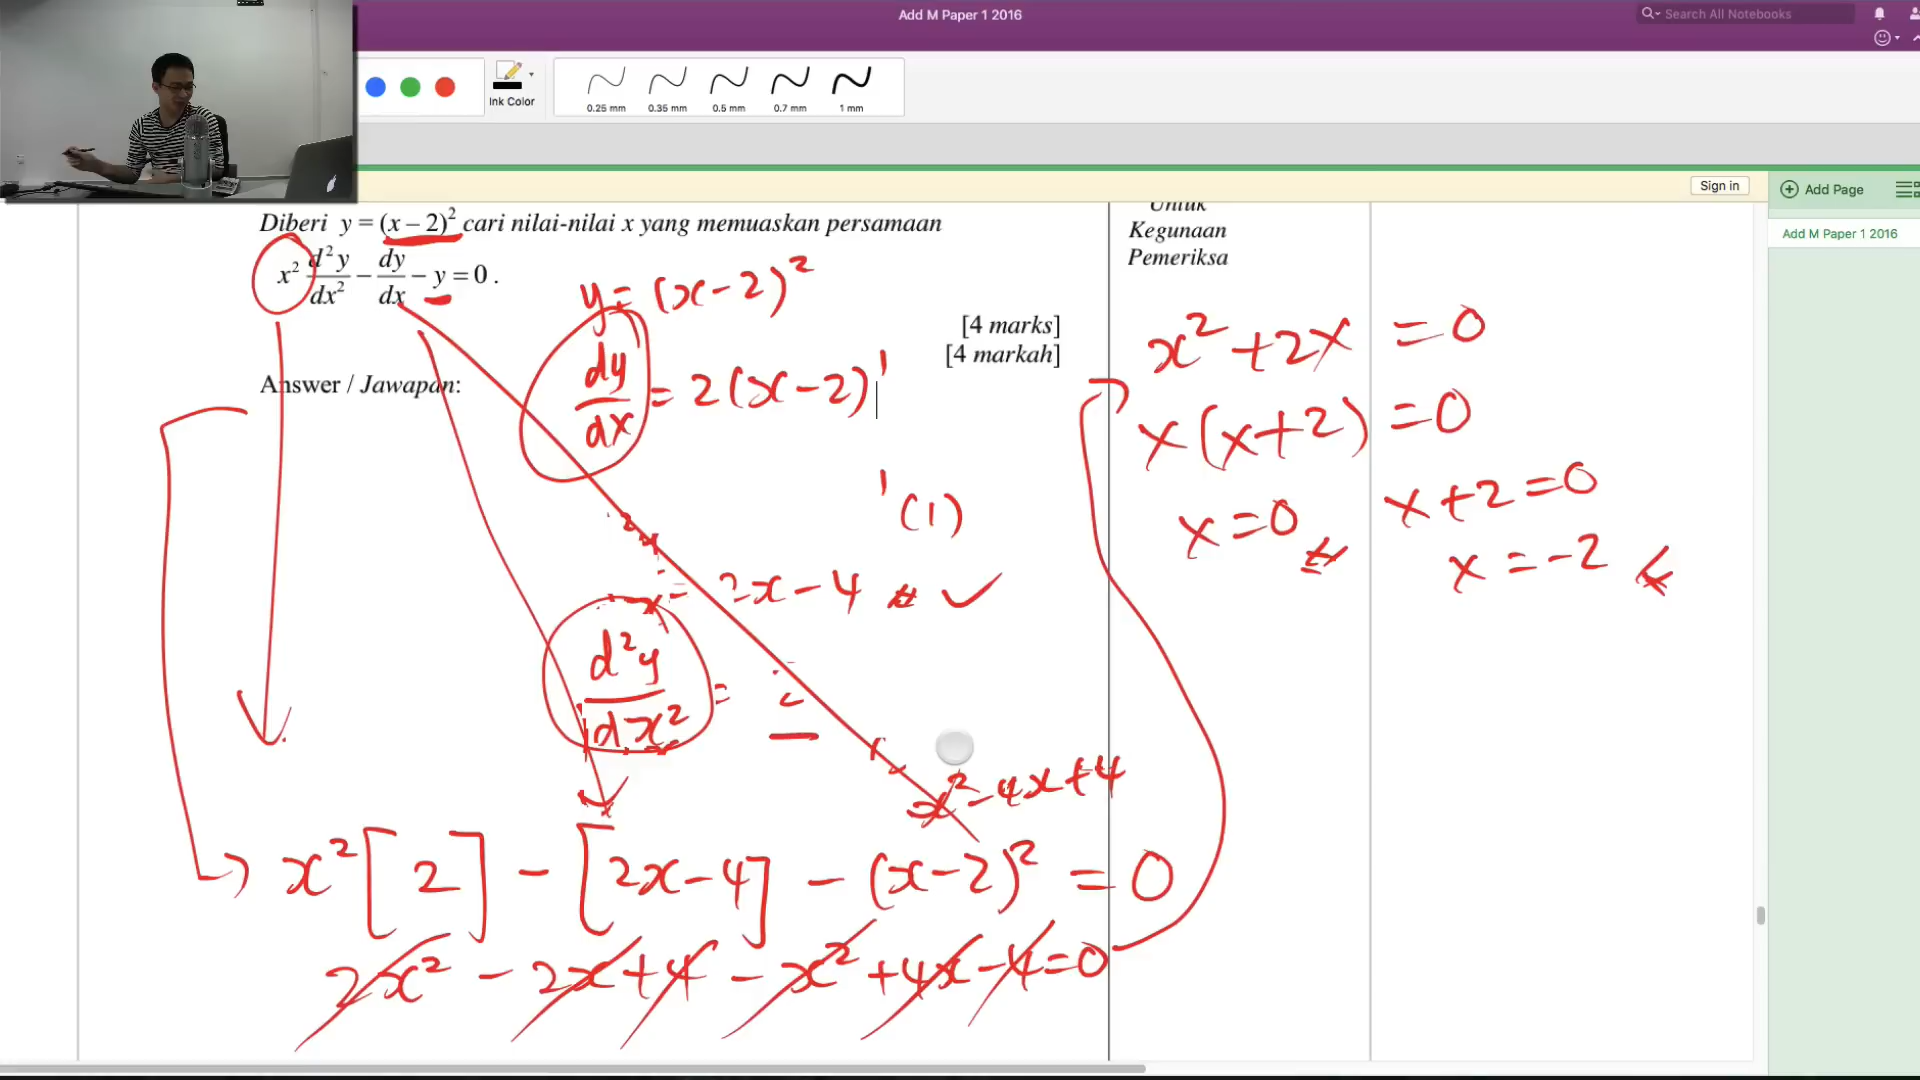 Add M Paper 1 2016
Search All Notebooks
Ink Color
0.25 mm 0.35 mm 0.5 mm 0.7 mm 1 mm
Sign in
Add Page
Add M Paper 1 2016
Untuk
Kegunaan
Pemeriksa
Diberi y = (x – 2)² cari nilai-nilai x yang memuaskan persamaan
x² d²y/dx² – dy/dx – y = 0 .
[4 marks]
[4 markah]
Answer / Jawapan:
y = (x-2)²
dy/dx = 2(x-2)¹
¹(1)
= 2x-4
d²y/dx² = 2
x²-4x+4
x²[2] - [2x-4] - (x-2)² = 0
2x² - 2x+4 - x² +4x-4=0
x² +2x = 0
x(x+2) = 0
x=0 x+2=0
x=-2